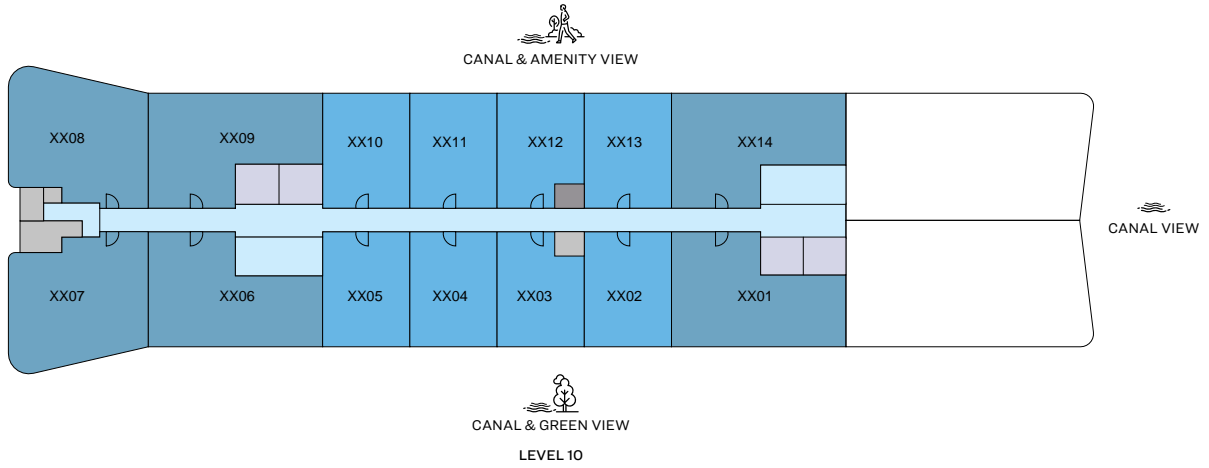 CANAL & AMENITY VIEW
XX08
XX09
XX10
XX11
XX12
XX13
XX14
CANAL VIEW
XX07
XX06
XX05
XX04
XX03
XX02
XX01
CANAL & GREEN VIEW
LEVEL 10